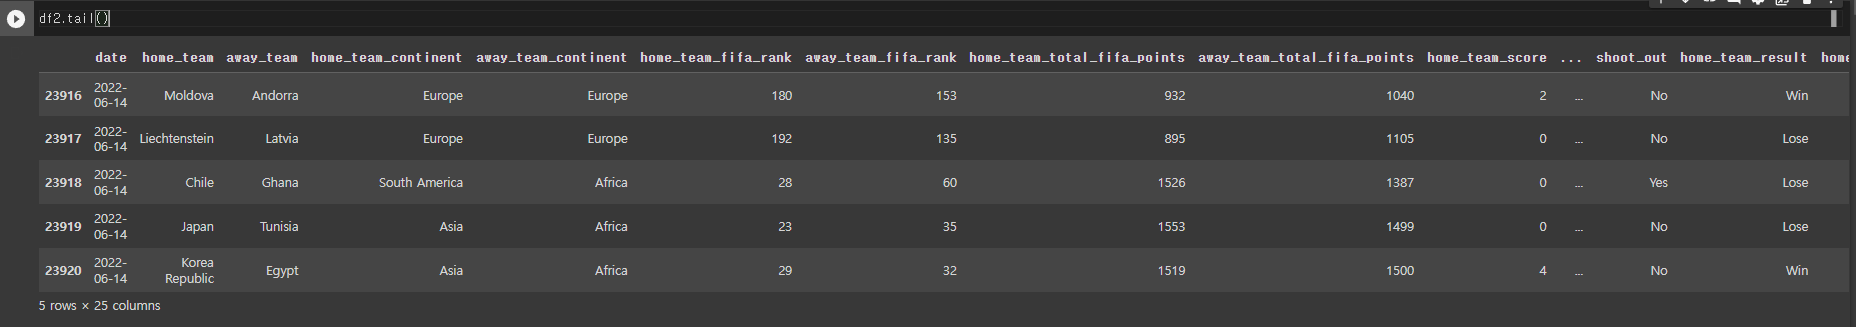 df2.tail()
date home_team away_team home_team_continent away_team_continent home_team_fifa_rank away_team_fifa_rank home_team_total_fifa_points away_team_total_fifa_points home_team_score ... shoot_out home_team_result home
23916 2022-06-14 Moldova Andorra Europe Europe 180 153 932 1040 2 ... No Win
23917 2022-06-14 Liechtenstein Latvia Europe Europe 192 135 895 1105 0 ... No Lose
23918 2022-06-14 Chile Ghana South America Africa 28 60 1526 1387 0 ... Yes Lose
23919 2022-06-14 Japan Tunisia Asia Africa 23 35 1553 1499 0 ... No Lose
23920 2022-06-14 Korea Republic Egypt Asia Africa 29 32 1519 1500 4 ... No Win
5 rows × 25 columns